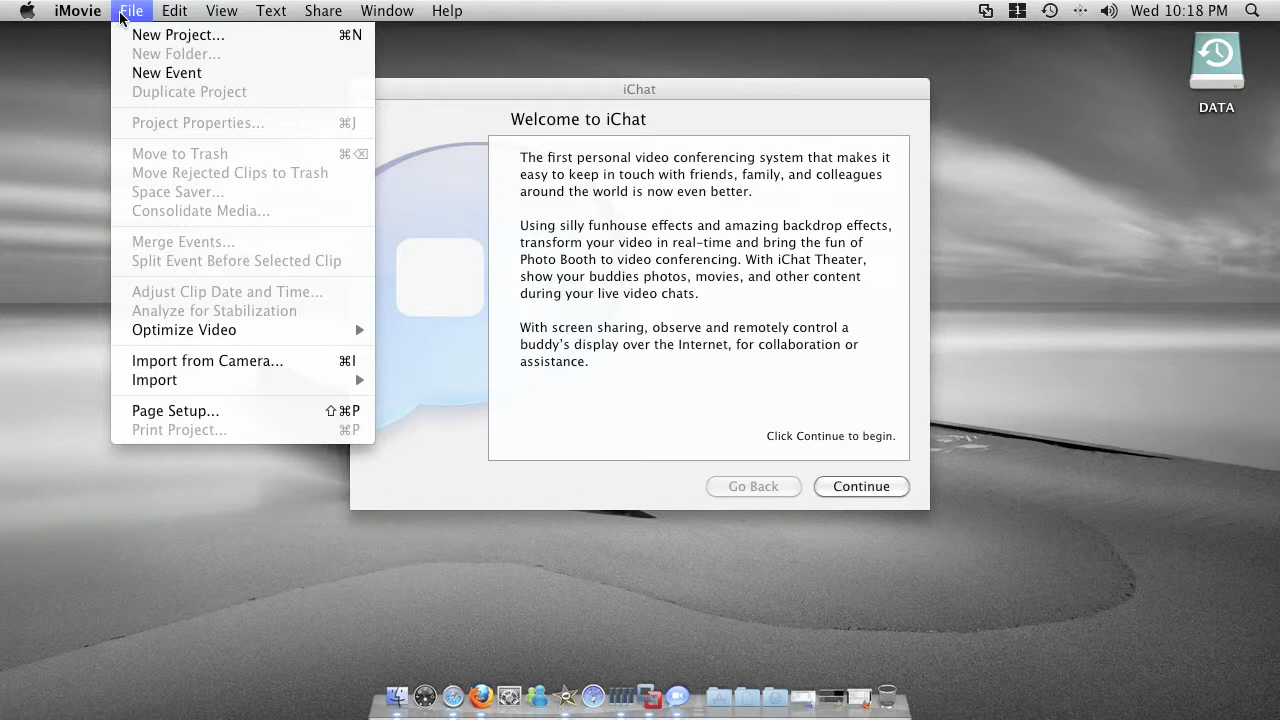 iMovie File Edit View Text Share Window Help 1 Wed 10:18 PM
New Project... ⌘N
New Folder...
New Event
Duplicate Project
Project Properties... ⌘J
Move to Trash ⌘⌫
Move Rejected Clips to Trash
Space Saver...
Consolidate Media...
Merge Events...
Split Event Before Selected Clip
Adjust Clip Date and Time...
Analyze for Stabilization
Optimize Video
Import from Camera... ⌘I
Import
Page Setup... ⇧⌘P
Print Project... ⌘P
iChat
Welcome to iChat
The first personal video conferencing system that makes it
easy to keep in touch with friends, family, and colleagues
around the world is now even better.
Using silly funhouse effects and amazing backdrop effects,
transform your video in real-time and bring the fun of
Photo Booth to video conferencing. With iChat Theater,
show your buddies photos, movies, and other content
during your live video chats.
With screen sharing, observe and remotely control a
buddy's display over the Internet, for collaboration or
assistance.
Click Continue to begin.
Go Back Continue
DATA